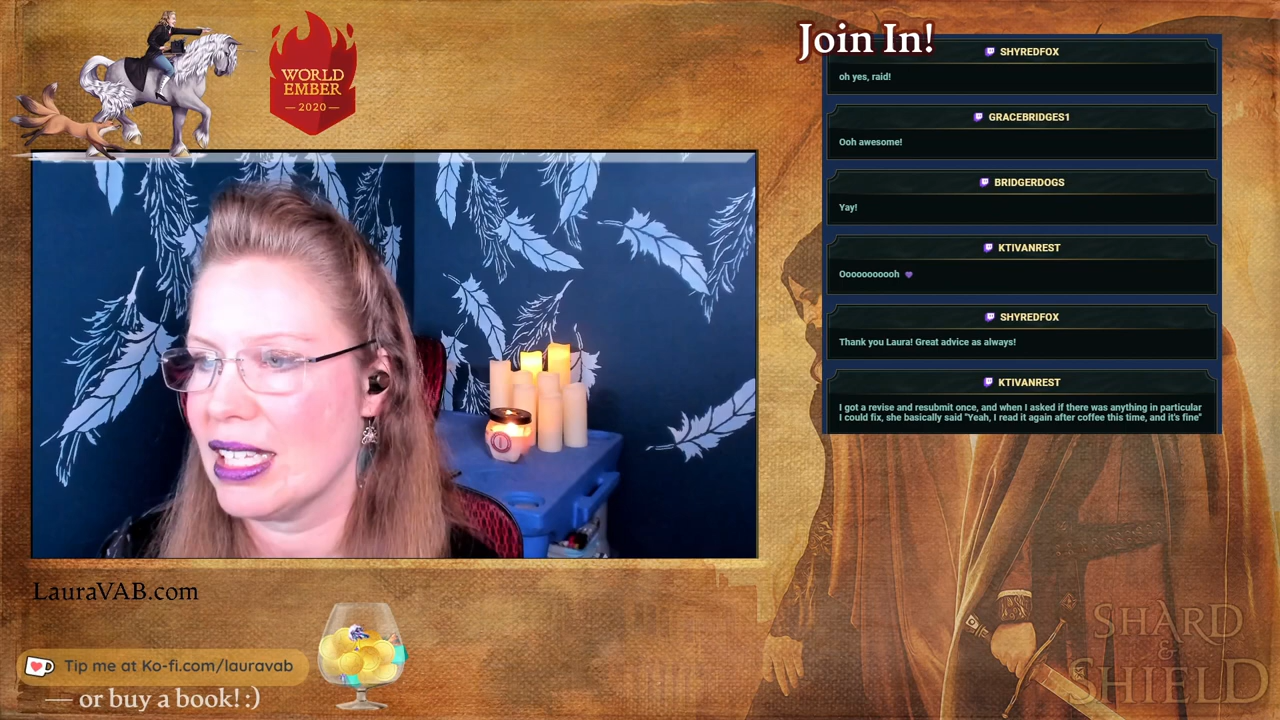 WORLD
EMBER
— 2020 —
Join In!
SHYREDFOX
oh yes, raid!
GRACEBRIDGES1
Ooh awesome!
BRIDGERDOGS
Yay!
KTIVANREST
Ooooooooooh
SHYREDFOX
Thank you Laura! Great advice as always!
KTIVANREST
I got a revise and resubmit once, and when I asked if there was anything in particular
I could fix, she basically said "Yeah, I read it again after coffee this time, and it's fine"
LauraVAB.com
Tip me at Ko-fi.com/lauravab
— or buy a book! :)
SHARD
&
SHIELD